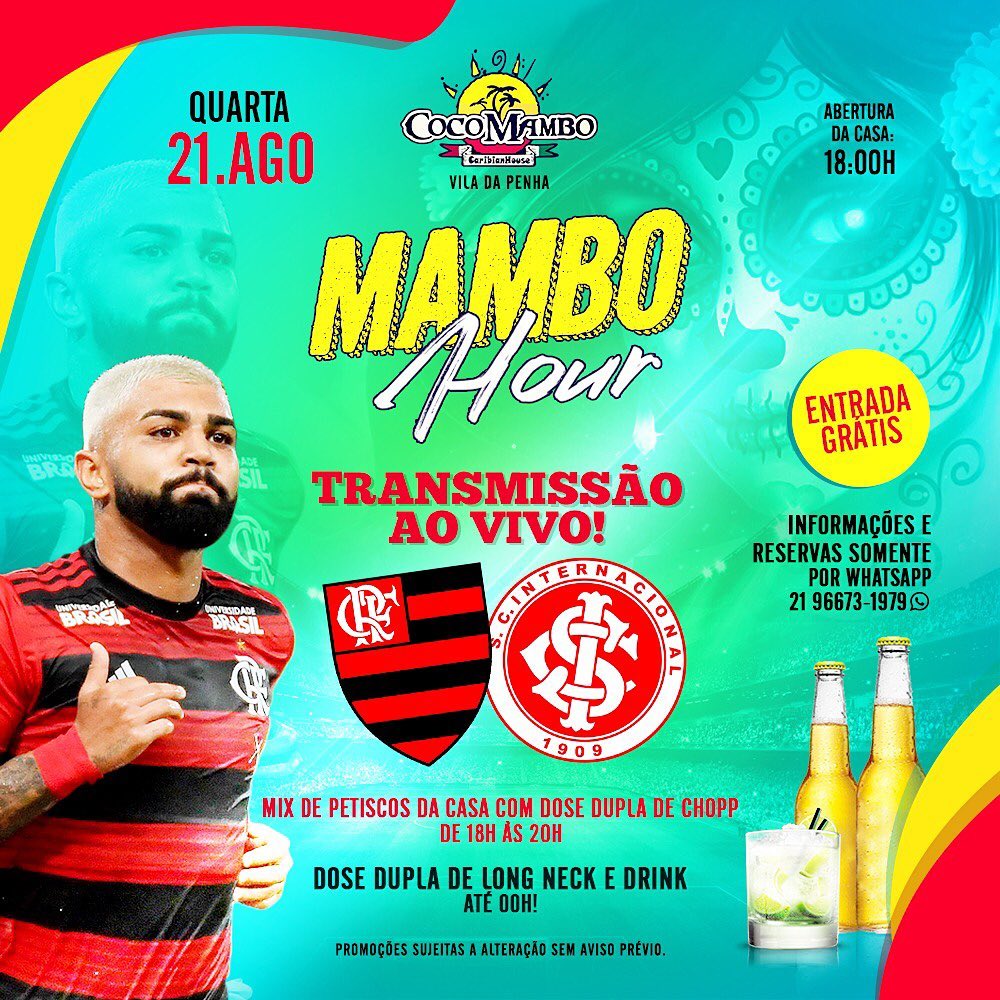 QUARTA
21.AGO
COCOMAMBO
CaribianHouse
VILA DA PENHA
ABERTURA
DA CASA:
18:00H
MAMBO
Hour
ENTRADA
GRÁTIS
TRANSMISSÃO
AO VIVO!
INFORMAÇÕES E
RESERVAS SOMENTE
POR WHATSAPP
21 96673-1979
UNIVERSIDADE
BRASIL
UNIVERSIDADE
BRASIL
CRF
S.C. INTERNACIONAL
1909
MIX DE PETISCOS DA CASA COM DOSE DUPLA DE CHOPP
DE 18H ÀS 20H
DOSE DUPLA DE LONG NECK E DRINK
ATÉ 00H!
PROMOÇÕES SUJEITAS A ALTERAÇÃO SEM AVISO PRÉVIO.